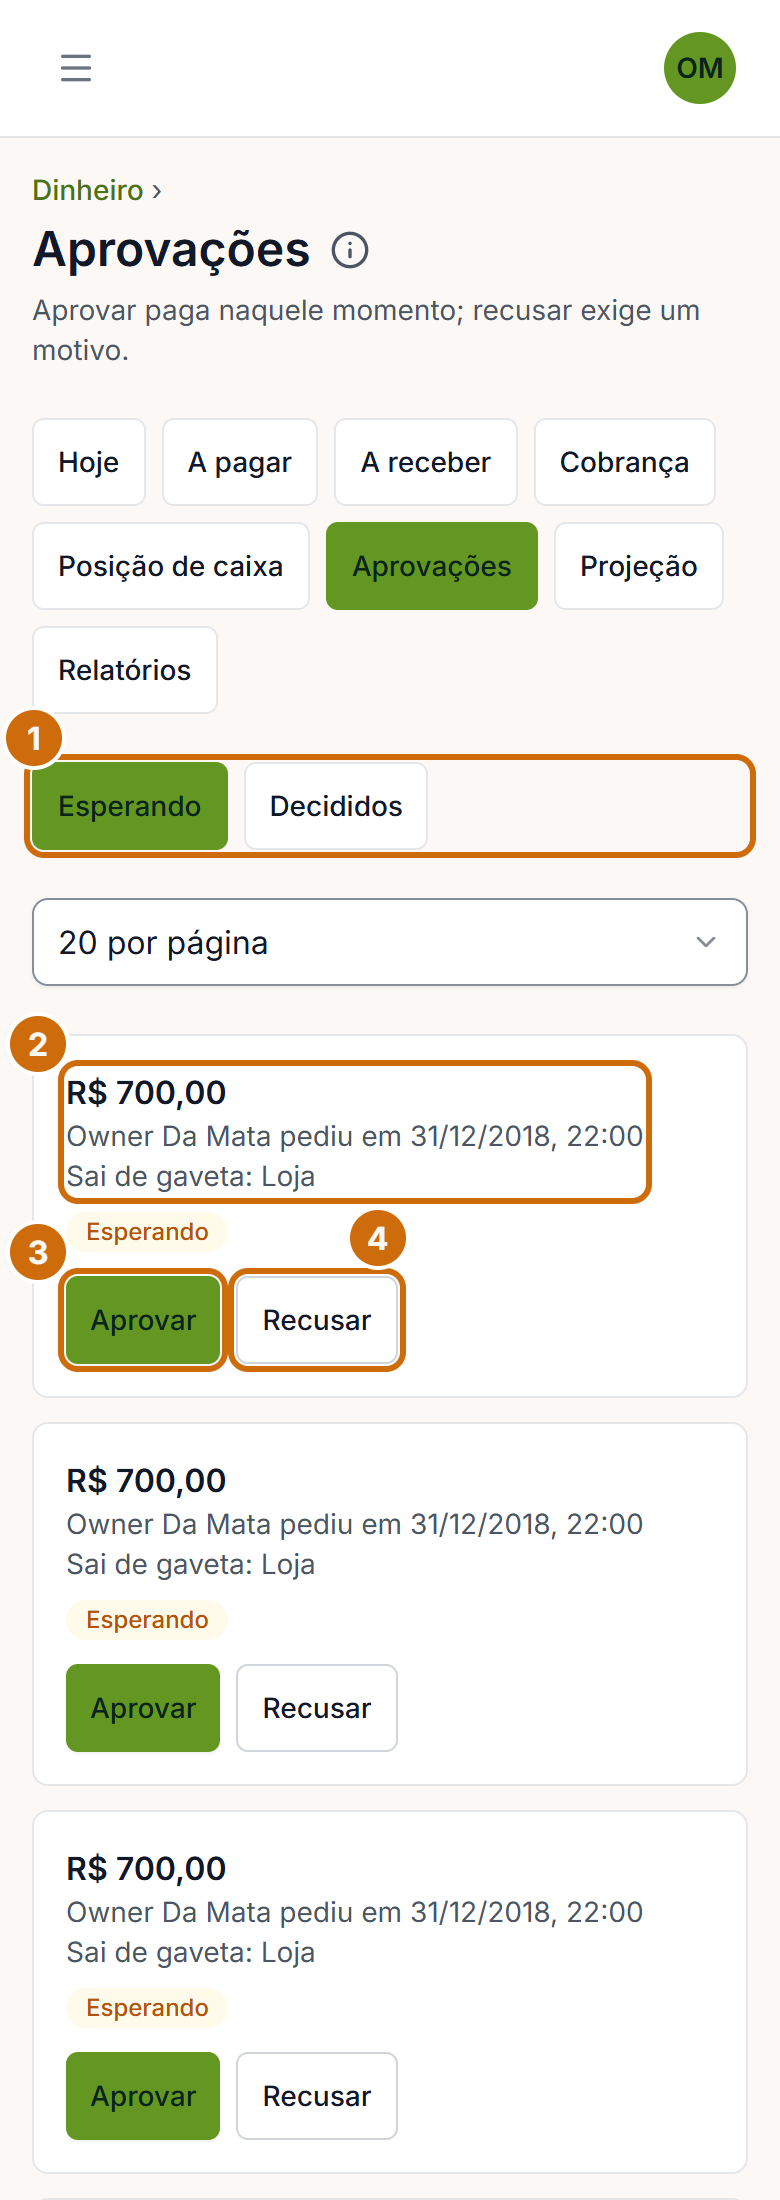 OM
Dinheiro ›
Aprovações
Aprovar paga naquele momento; recusar exige um
motivo.
Hoje
A pagar
A receber
Cobrança
Posição de caixa
Aprovações
Projeção
Relatórios
1
Esperando
Decididos
20 por página
2
R$ 700,00
Owner Da Mata pediu em 31/12/2018, 22:00
Sai de gaveta: Loja
Esperando
3
4
Aprovar
Recusar
R$ 700,00
Owner Da Mata pediu em 31/12/2018, 22:00
Sai de gaveta: Loja
Esperando
Aprovar
Recusar
R$ 700,00
Owner Da Mata pediu em 31/12/2018, 22:00
Sai de gaveta: Loja
Esperando
Aprovar
Recusar